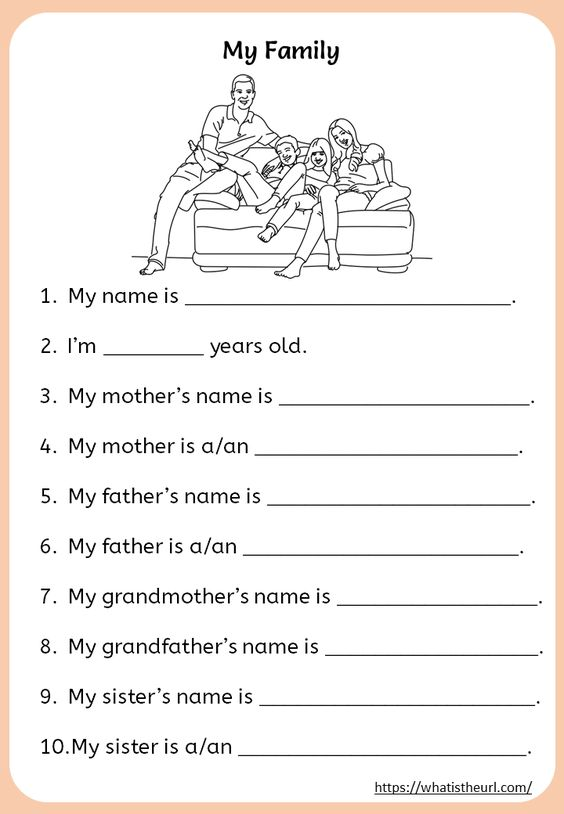 My Family
1. My name is ______________________________.
2. I’m _________ years old.
3. My mother’s name is _______________________.
4. My mother is a/an ________________________.
5. My father’s name is ________________________.
6. My father is a/an _________________________.
7. My grandmother’s name is __________________.
8. My grandfather’s name is ___________________.
9. My sister’s name is _________________________.
10.My sister is a/an __________________________.
https://whatistheurl.com/